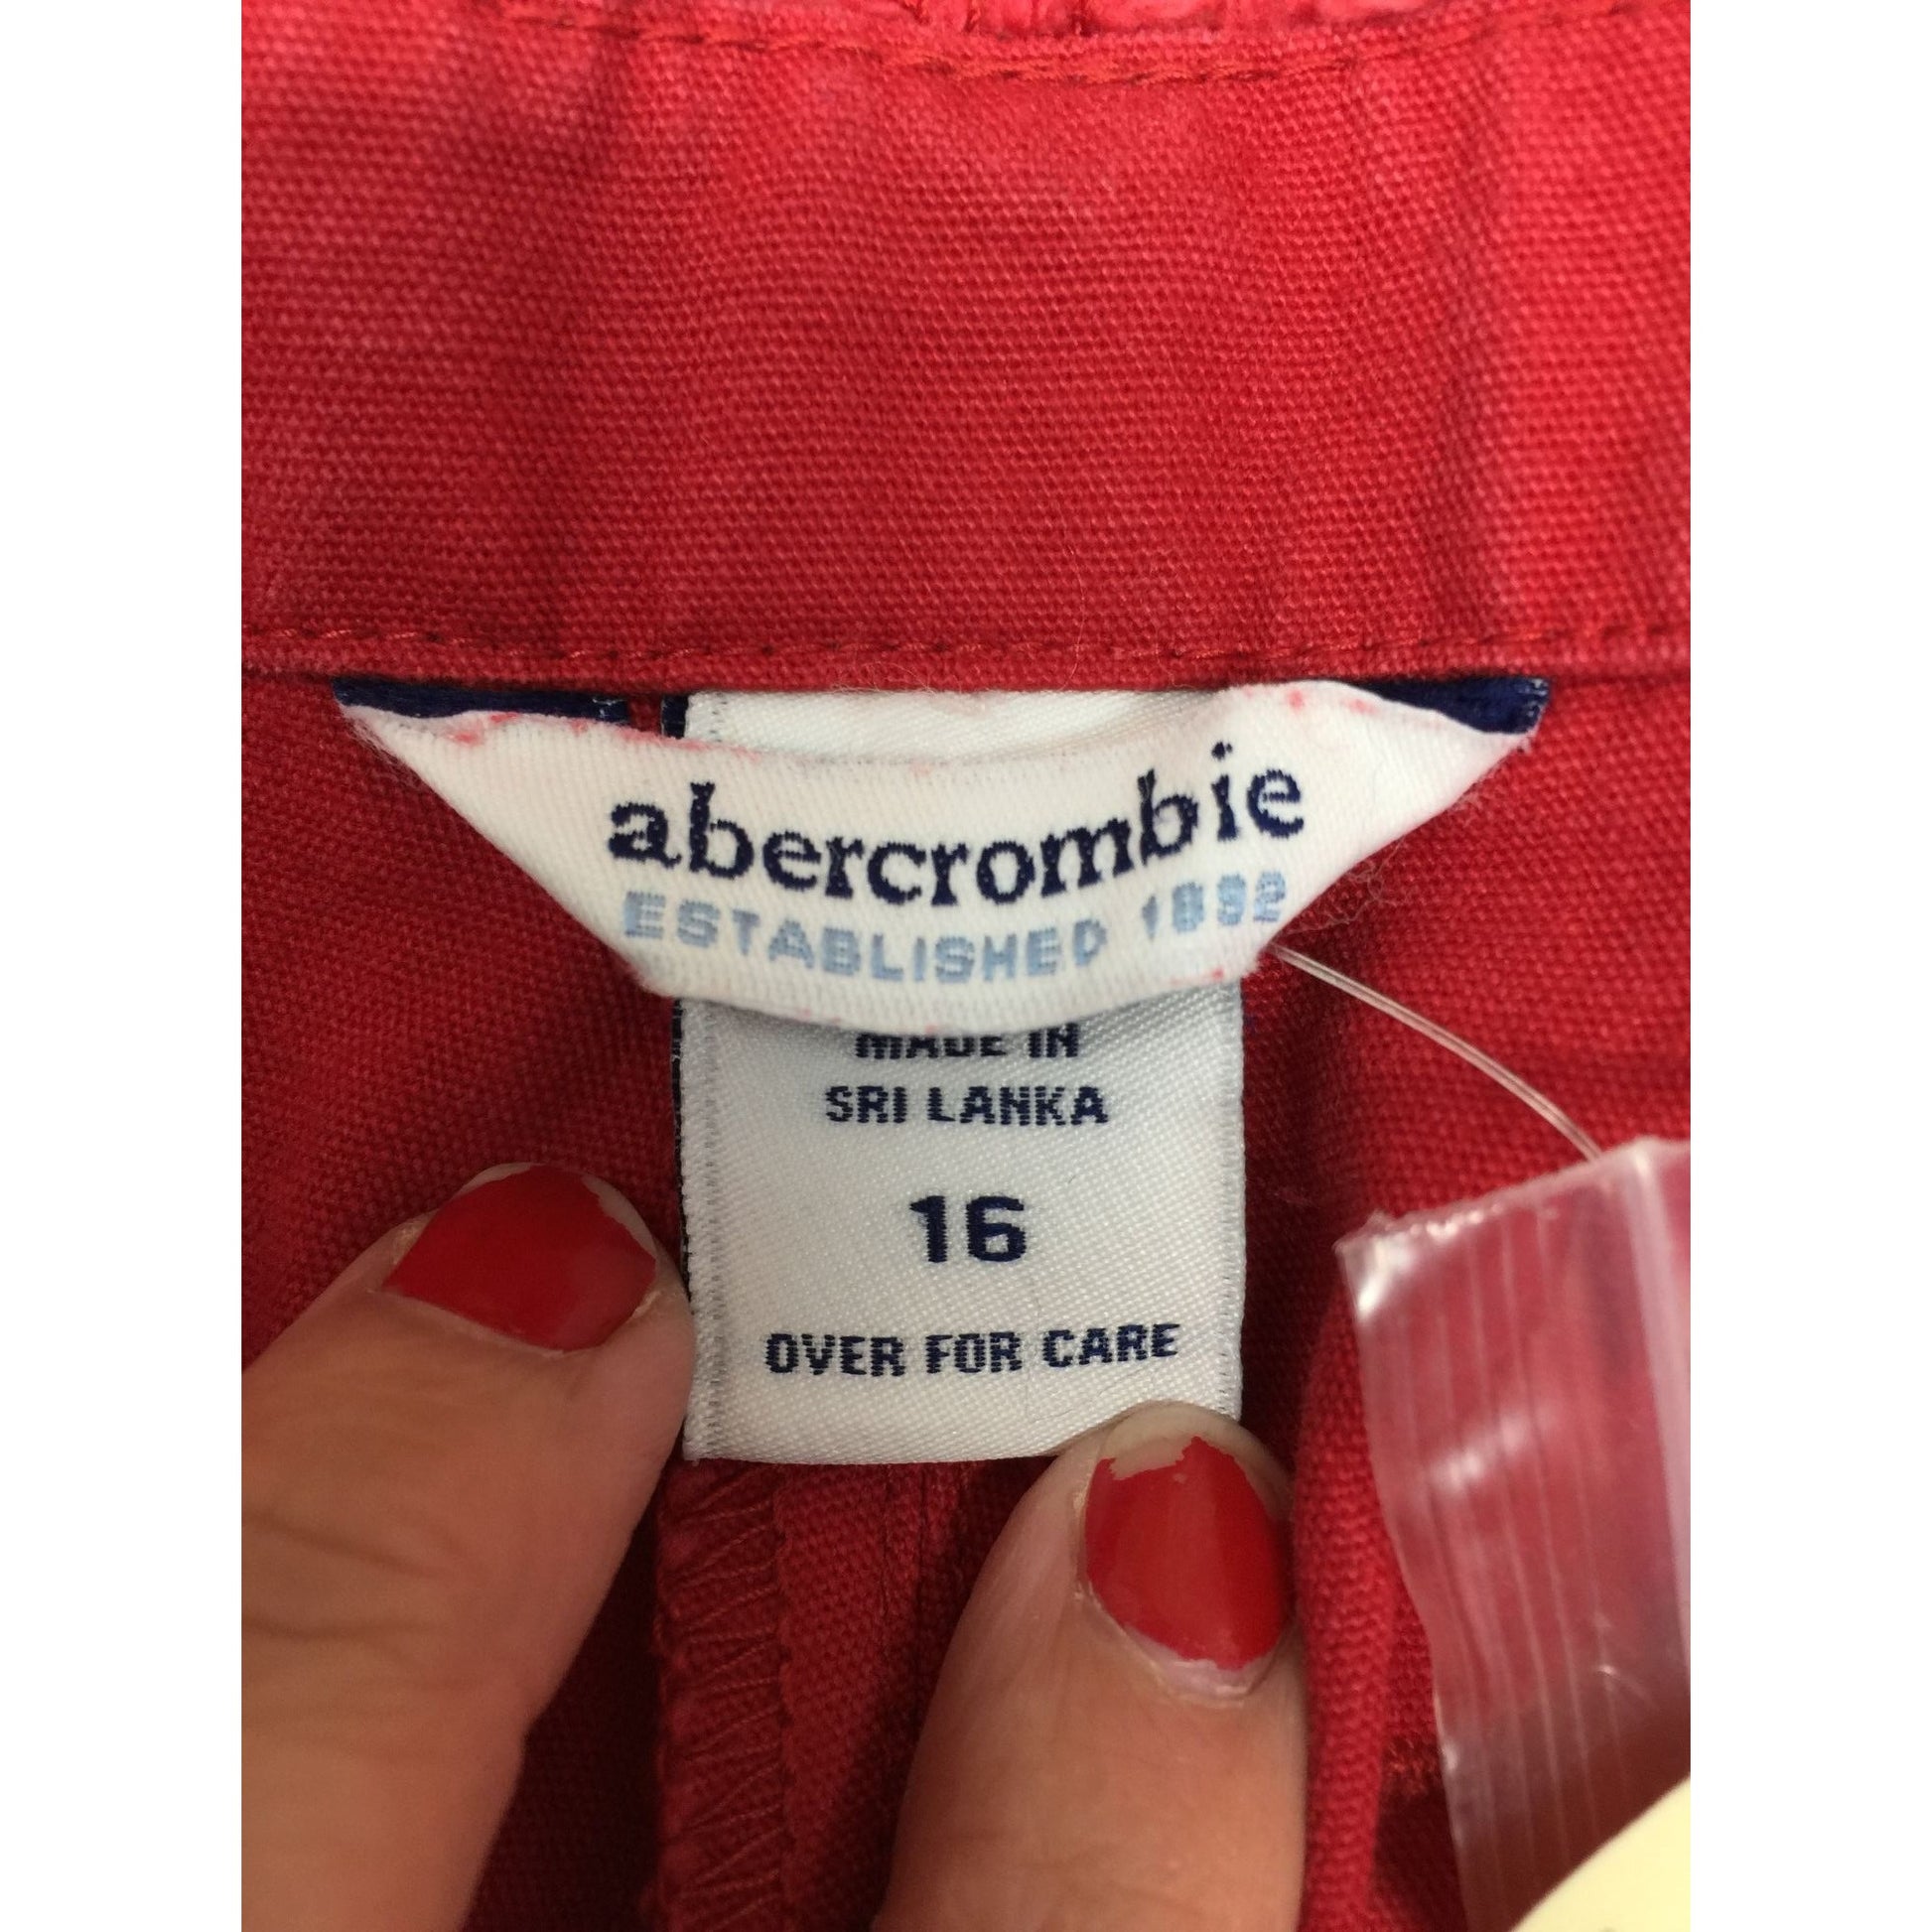 abercrombie
ESTABLISHED 1892
MADE IN
SRI LANKA
16
OVER FOR CARE